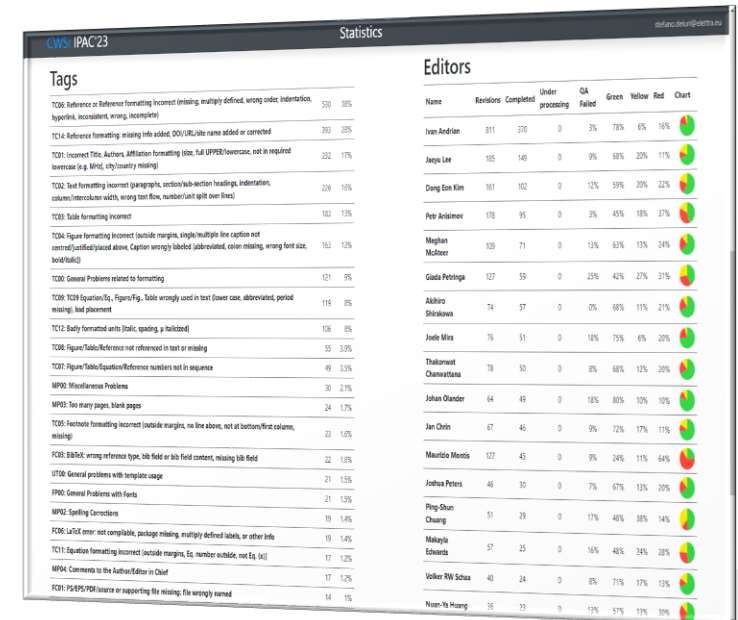 CWSi IPAC'23
Statistics
stefano.deiuri@elettra.eu
Tags
TC06: Reference or Reference formatting incorrect (missing, multiply defined, wrong order, indentation,
hyperlink, inconsistent, wrong, incomplete) 530 38%
TC14: Reference formatting: missing info added, DOI/URL/site name added or corrected 393 28%
TC01: Incorrect Title, Authors, Affiliation formatting (size, full UPPER/lowercase, not in required
lowercase [e.g. MHz], city/country missing) 232 17%
TC02: Text formatting incorrect (paragraphs, section/sub-section headings, indentation,
column/intercolumn width, wrong text flow, number/unit split over lines) 226 16%
TC03: Table formatting incorrect 183 13%
TC04: Figure formatting incorrect (outside margins, single/multiple line caption not
centred/justified/placed above, Caption wrongly labeled [abbreviated, colon missing, wrong font size,
bold/italic]) 163 12%
TC00: General Problems related to formatting 121 9%
TC09: TC09 Equation/Eq., Figure/Fig., Table wrongly used in text (lower case, abbreviated, period
missing), bad placement 119 8%
TC12: Badly formatted units [italic, spacing, µ italicized] 106 8%
TC08: Figure/Table/Reference not referenced in text or missing 55 3.9%
TC07: Figure/Table/Equation/Reference numbers not in sequence 49 3.5%
MP00: Miscellaneous Problems 30 2.1%
MP03: Too many pages, blank pages 24 1.7%
TC05: Footnote formatting incorrect (outside margins, no line above, not at bottom/first column,
missing) 23 1.6%
FC03: BibTeX: wrong reference type, bib field or bib field content, missing bib field 22 1.6%
UT00: General problems with template usage 21 1.5%
FP00: General Problems with Fonts 21 1.5%
MP02: Spelling Corrections 19 1.4%
FC06: LaTeX error: not compilable, package missing, multiply defined labels, or other info 19 1.4%
TC11: Equation formatting incorrect [outside margins, Eq. number outside, not Eq. (x)] 17 1.2%
MP04: Comments to the Author/Editor in Chief 17 1.2%
FC01: PS/EPS/PDF/source or supporting file missing; file wrongly named 14 1%
Editors
Name Revisions Completed Under processing QA Failed Green Yellow Red Chart
Ivan Andrian 811 370 0 3% 78% 6% 16%
Jaeyu Lee 185 149 0 9% 68% 20% 11%
Dong Eon Kim 161 102 0 12% 59% 20% 22%
Petr Anisimov 178 95 0 3% 45% 18% 37%
Meghan
McAteer 109 71 0 13% 63% 13% 24%
Giada Petringa 127 59 0 25% 42% 27% 31%
Akihiro
Shirakawa 74 57 0 0% 68% 11% 21%
Joele Mira 76 51 0 18% 75% 6% 20%
Thakonwat
Chanwattana 78 50 0 8% 68% 12% 20%
Johan Olander 64 49 0 18% 80% 10% 10%
Jan Chrin 67 46 0 9% 72% 17% 11%
Maurizio Montis 127 45 0 9% 24% 11% 64%
Joshua Peters 46 30 0 7% 67% 13% 20%
Ping-Shun
Chuang 51 29 0 17% 48% 38% 14%
Makayla
Edwards 57 25 0 16% 48% 24% 28%
Volker RW Schaa 40 24 0 8% 71% 17% 13%
Nuan-Ya Huang 36 23 0 13% 57% 13% 30%